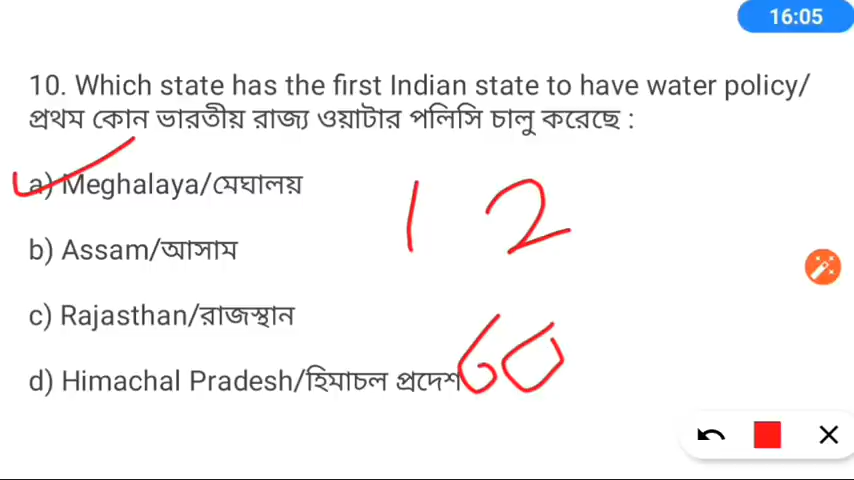 16:05
10. Which state has the first Indian state to have water policy/
প্রথম কোন ভারতীয় রাজ্য ওয়াটার পলিসি চালু করেছে :
a) Meghalaya/মেঘালয়
1 2
b) Assam/আসাম
c) Rajasthan/রাজস্থান
d) Himachal Pradesh/হিমাচল প্রদেশ
60